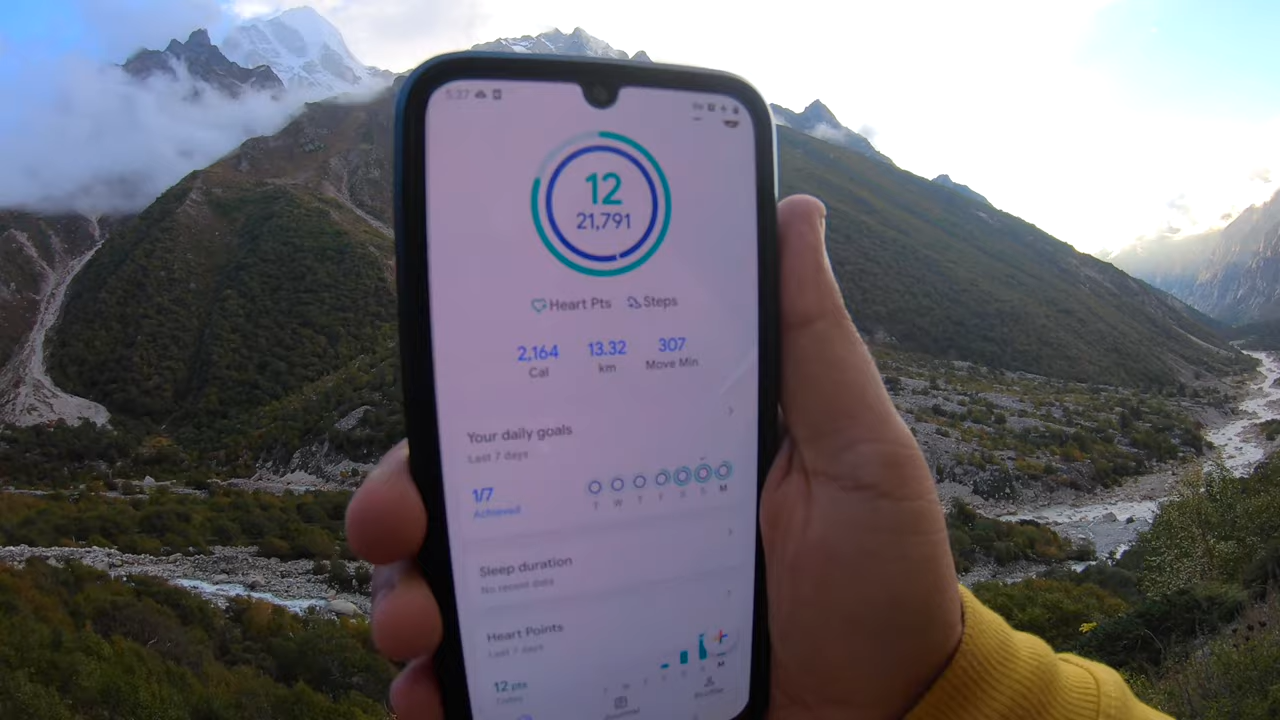 5:27
12
21,791
Heart Pts Steps
2,164 13.32 307
Cal km Move Min
Your daily goals
Last 7 days
1/7
Achieved
T W T F S S M
Sleep duration
No recent data
Heart Points
Last 7 days
12 pts
Today
M